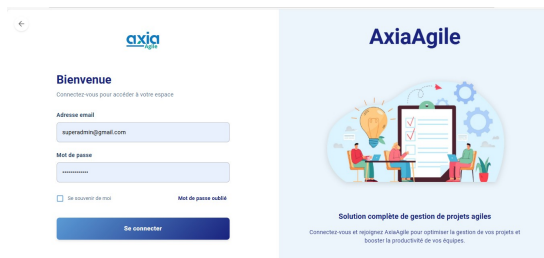 axia
Agile
Bienvenue
Connectez-vous pour accéder à votre espace
Adresse email
superadmin@gmail.com
Mot de passe
•••••••••••••
Se souvenir de moi
Mot de passe oublié
Se connecter
AxiaAgile
Solution complète de gestion de projets agiles
Connectez-vous et rejoignez AxiaAgile pour optimiser la gestion de vos projets et
booster la productivité de vos équipes.